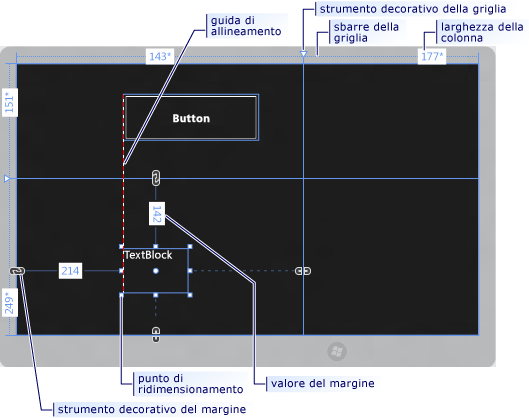 strumento decorativo della griglia
guida di
allineamento
sbarre della
griglia
larghezza della
colonna
143*
177*
151*
Button
142
TextBlock
214
249*
punto di
ridimensionamento
valore del margine
strumento decorativo del margine